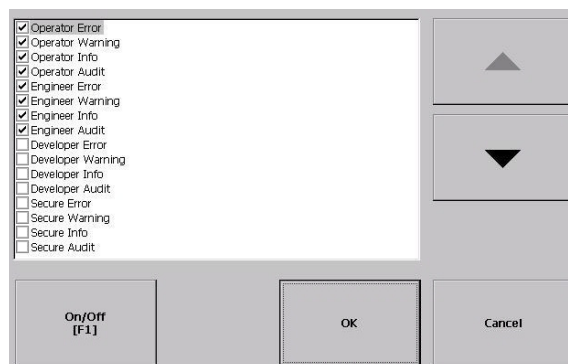 Operator Error
Operator Warning
Operator Info
Operator Audit
Engineer Error
Engineer Warning
Engineer Info
Engineer Audit
Developer Error
Developer Warning
Developer Info
Developer Audit
Secure Error
Secure Warning
Secure Info
Secure Audit
On/Off
[F1]
OK
Cancel